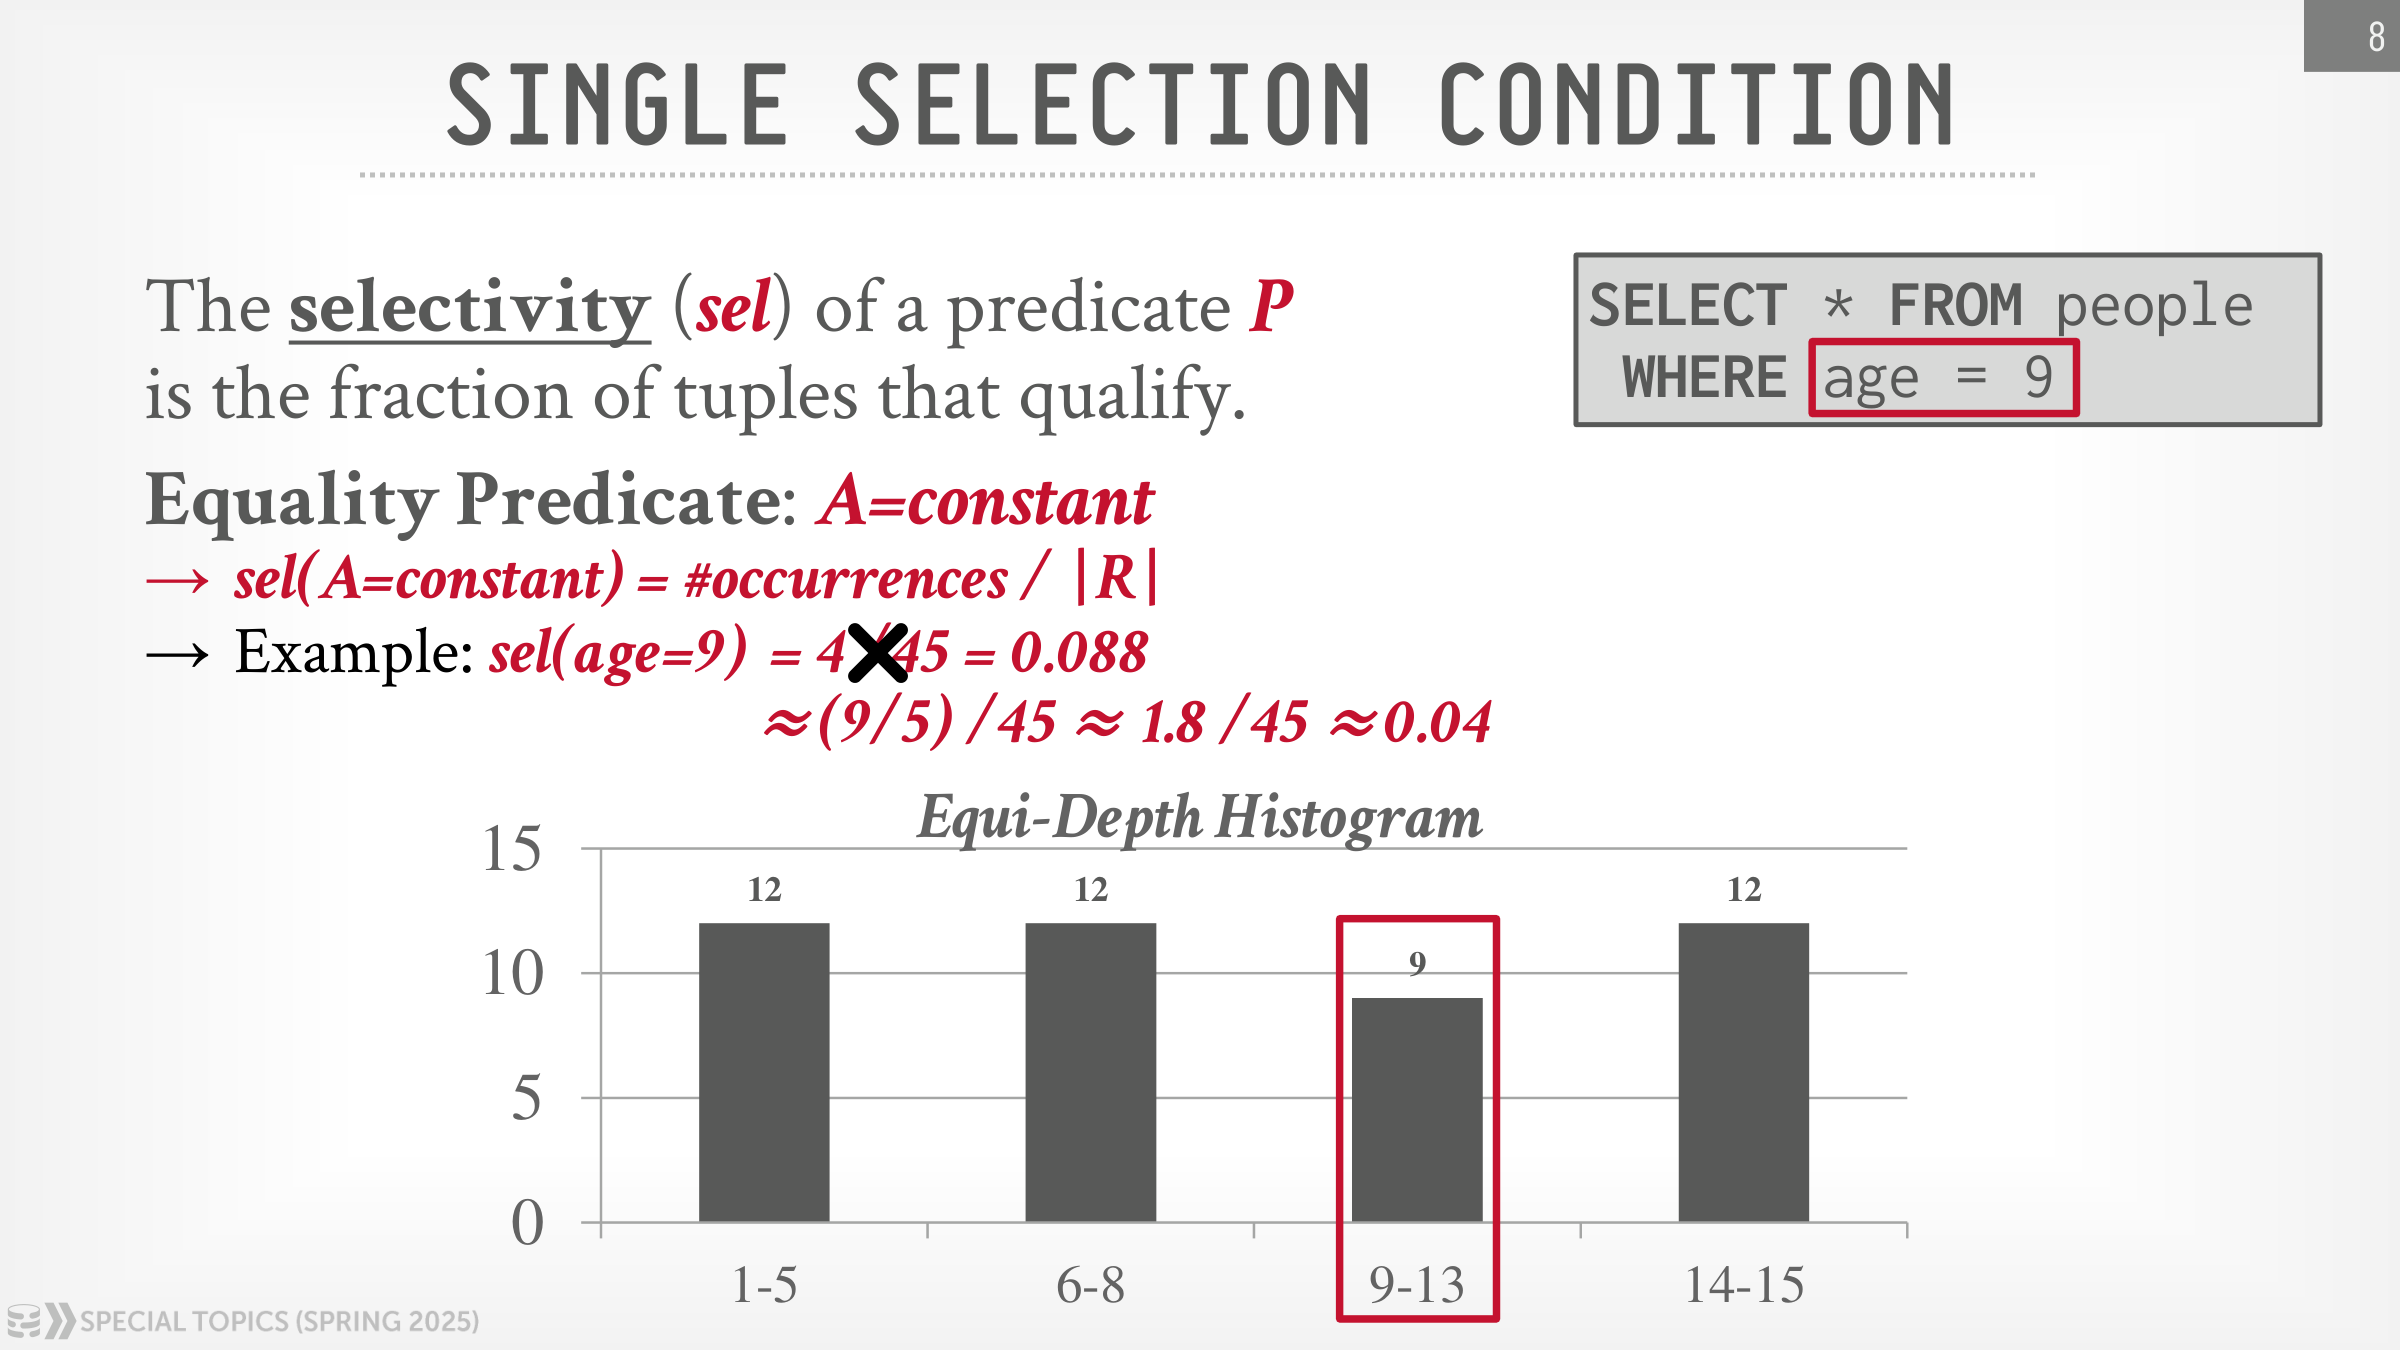 8
SINGLE SELECTION CONDITION
The selectivity (sel) of a predicate P
is the fraction of tuples that qualify.
SELECT * FROM people
WHERE age = 9
Equality Predicate: A=constant
→ sel(A=constant) = #occurrences / |R|
→ Example: sel(age=9) = 4/45 = 0.088
≈(9/5) /45 ≈ 1.8 /45 ≈0.04
Equi-Depth Histogram
15
10
5
0
12 12 9 12
1-5 6-8 9-13 14-15
SPECIAL TOPICS (SPRING 2025)